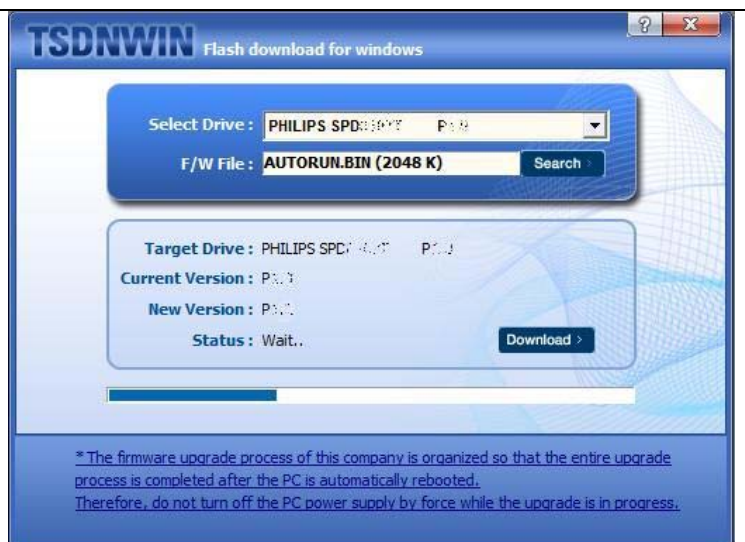 TSDNWIN Flash download for windows
Select Drive : PHILIPS
F/W File : AUTORUN.BIN (2048 K) Search >
Target Drive : PHILIPS
Current Version :
New Version :
Status : Wait.. Download >
* The firmware upgrade process of this company is organized so that the entire upgrade
process is completed after the PC is automatically rebooted.
Therefore, do not turn off the PC power supply by force while the upgrade is in progress.